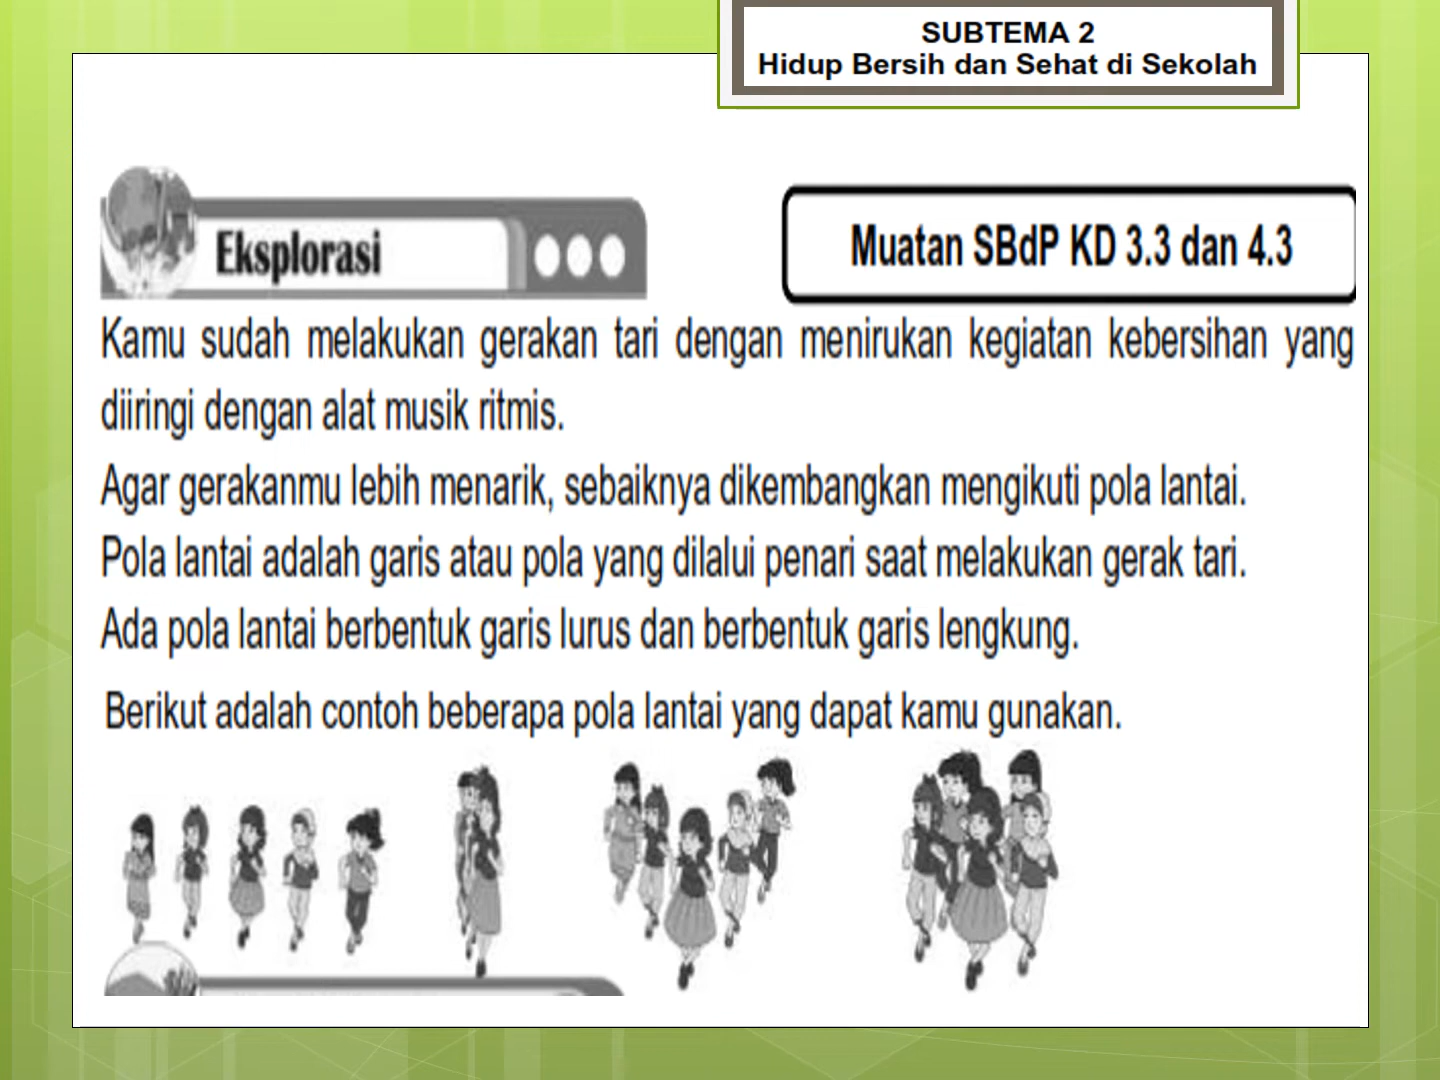 SUBTEMA 2
Hidup Bersih dan Sehat di Sekolah
Eksplorasi
Muatan SBdP KD 3.3 dan 4.3
Kamu sudah melakukan gerakan tari dengan menirukan kegiatan kebersihan yang
diiringi dengan alat musik ritmis.
Agar gerakanmu lebih menarik, sebaiknya dikembangkan mengikuti pola lantai.
Pola lantai adalah garis atau pola yang dilalui penari saat melakukan gerak tari.
Ada pola lantai berbentuk garis lurus dan berbentuk garis lengkung.
Berikut adalah contoh beberapa pola lantai yang dapat kamu gunakan.